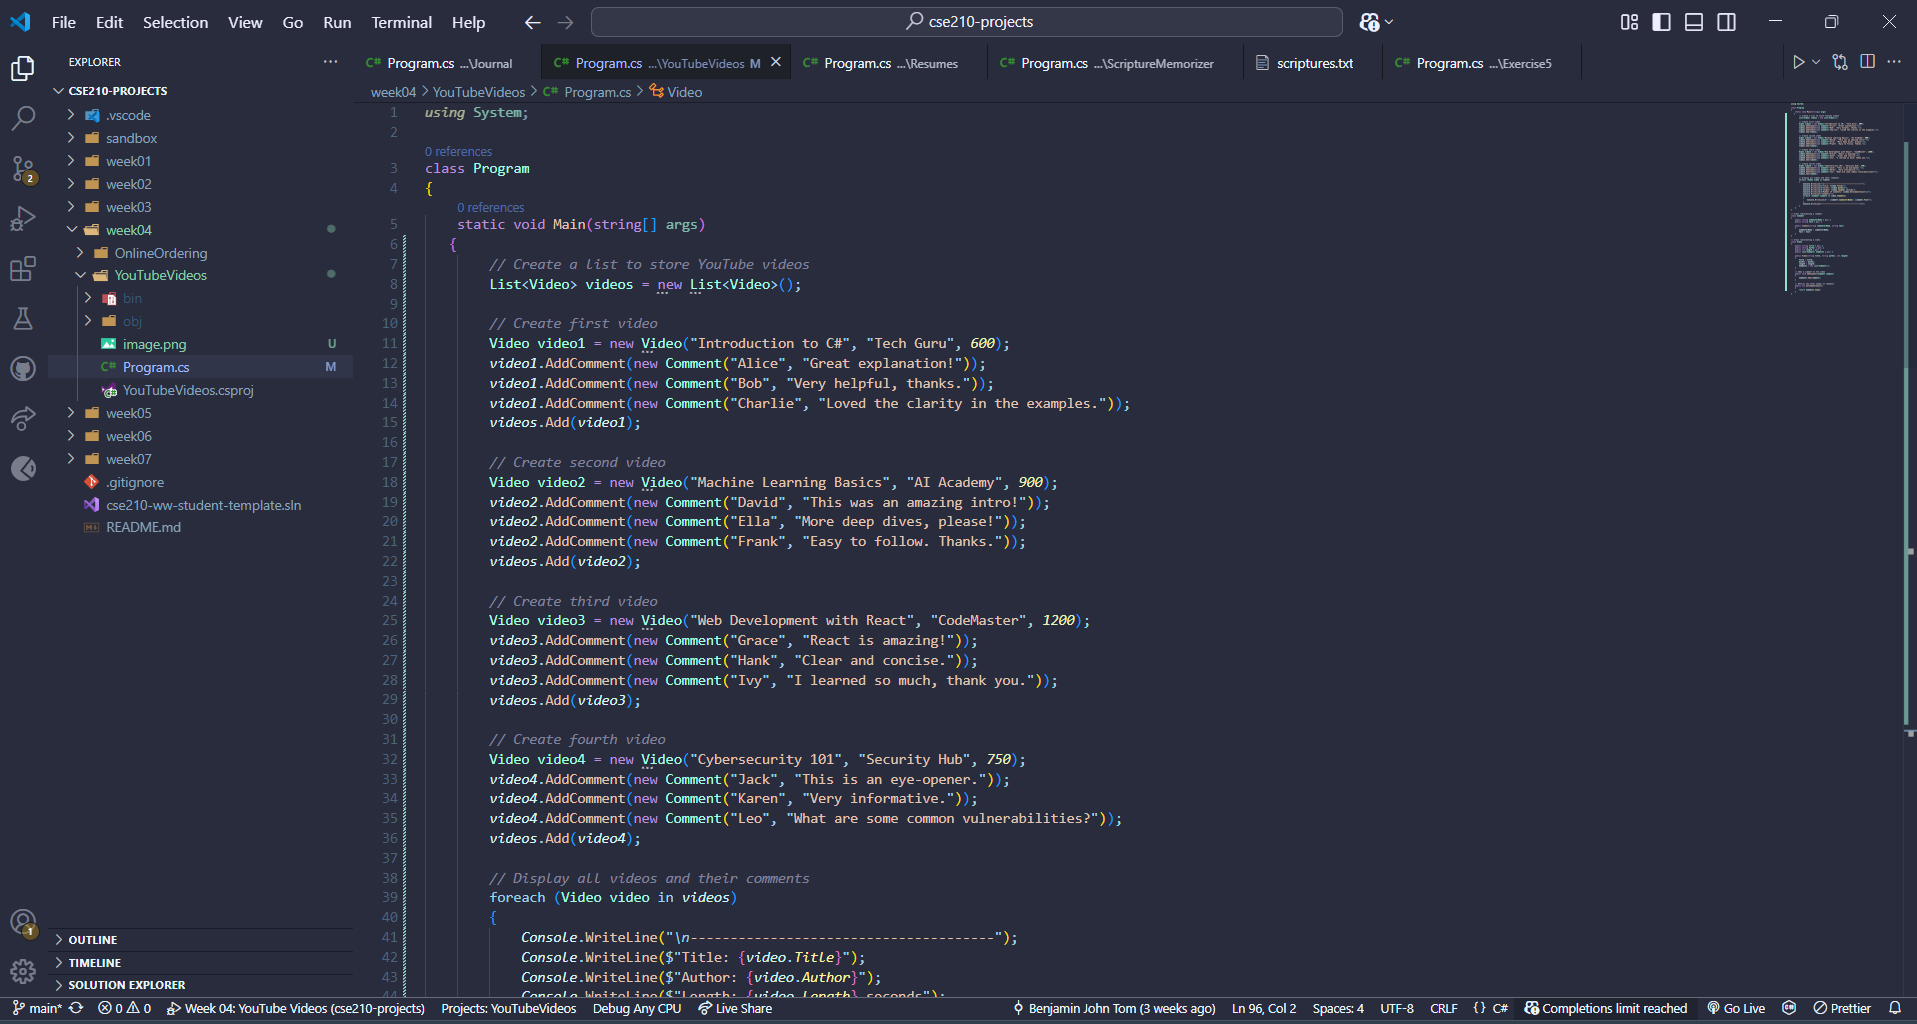 File Edit Selection View Go Run Terminal Help
cse210-projects
EXPLORER
CSE210-PROJECTS
.vscode
sandbox
week01
week02
week03
week04
OnlineOrdering
YouTubeVideos
bin
obj
image.png U
Program.cs M
YouTubeVideos.csproj
week05
week06
week07
.gitignore
cse210-ww-student-template.sln
README.md
OUTLINE
TIMELINE
SOLUTION EXPLORER
2
1
Program.cs ...\Journal
Program.cs ...\YouTubeVideos M
Program.cs ...\Resumes
Program.cs ...\ScriptureMemorizer
scriptures.txt
Program.cs ...\Exercise5
week04 > YouTubeVideos > Program.cs > Video
1 using System;
2
0 references
3 class Program
4 {
0 references
5 static void Main(string[] args)
6 {
7 // Create a list to store YouTube videos
8 List<Video> videos = new List<Video>();
9
10 // Create first video
11 Video video1 = new Video("Introduction to C#", "Tech Guru", 600);
12 video1.AddComment(new Comment("Alice", "Great explanation!"));
13 video1.AddComment(new Comment("Bob", "Very helpful, thanks."));
14 video1.AddComment(new Comment("Charlie", "Loved the clarity in the examples."));
15 videos.Add(video1);
16
17 // Create second video
18 Video video2 = new Video("Machine Learning Basics", "AI Academy", 900);
19 video2.AddComment(new Comment("David", "This was an amazing intro!"));
20 video2.AddComment(new Comment("Ella", "More deep dives, please!"));
21 video2.AddComment(new Comment("Frank", "Easy to follow. Thanks."));
22 videos.Add(video2);
23
24 // Create third video
25 Video video3 = new Video("Web Development with React", "CodeMaster", 1200);
26 video3.AddComment(new Comment("Grace", "React is amazing!"));
27 video3.AddComment(new Comment("Hank", "Clear and concise."));
28 video3.AddComment(new Comment("Ivy", "I learned so much, thank you."));
29 videos.Add(video3);
30
31 // Create fourth video
32 Video video4 = new Video("Cybersecurity 101", "Security Hub", 750);
33 video4.AddComment(new Comment("Jack", "This is an eye-opener."));
34 video4.AddComment(new Comment("Karen", "Very informative."));
35 video4.AddComment(new Comment("Leo", "What are some common vulnerabilities?"));
36 videos.Add(video4);
37
38 // Display all videos and their comments
39 foreach (Video video in videos)
40 {
41 Console.WriteLine("\n--------------------------------------");
42 Console.WriteLine($"Title: {video.Title}");
43 Console.WriteLine($"Author: {video.Author}");
44 Console.WriteLine($"Length: {video.Length} seconds");
main* 0 0 Week 04: YouTube Videos (cse210-projects) Projects: YouTubeVideos Debug Any CPU Live Share Benjamin John Tom (3 weeks ago) Ln 96, Col 2 Spaces: 4 UTF-8 CRLF {} C# Completions limit reached Go Live Prettier